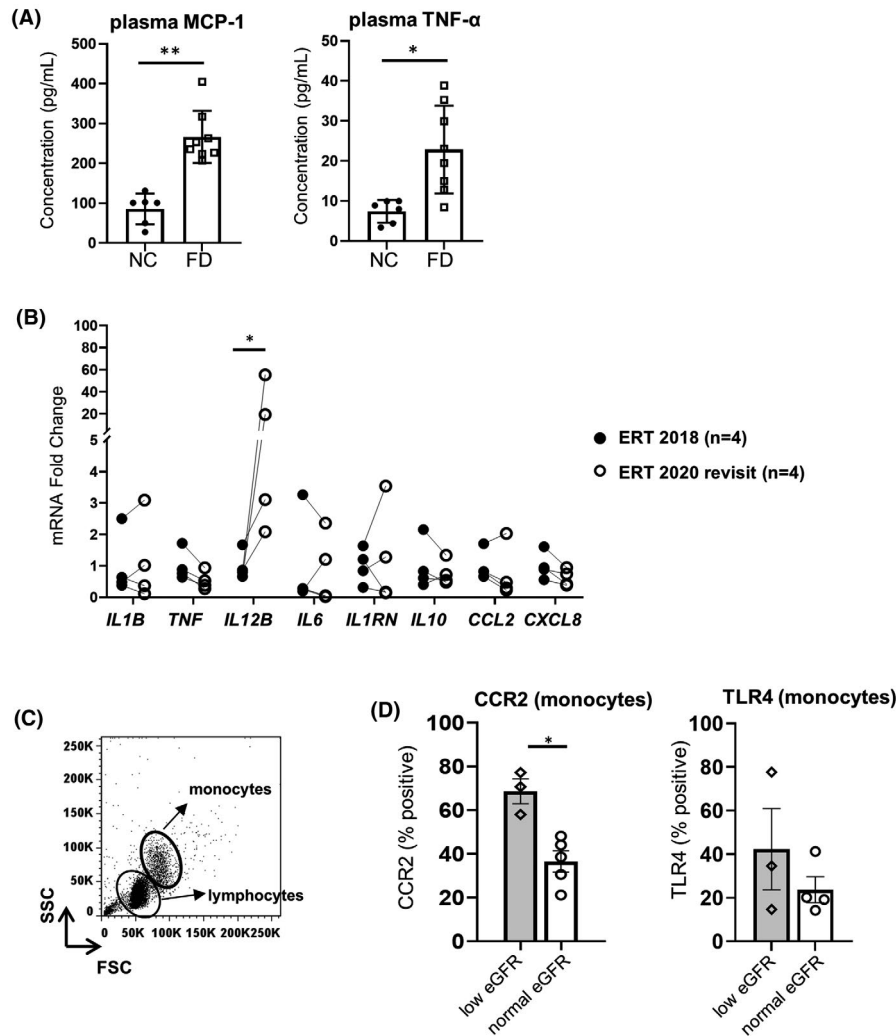 (A)
plasma MCP-1
Concentration (pg/mL)
500
400
300
200
100
0
**
NC
FD
plasma TNF-α
Concentration (pg/mL)
50
40
30
20
10
0
*
NC
FD
(B)
mRNA Fold Change
100
80
60
40
20
5
4
3
2
1
0
*
IL1B
TNF
IL12B
IL6
IL1RN
IL10
CCL2
CXCL8
ERT 2018 (n=4)
ERT 2020 revisit (n=4)
(C)
250K
200K
150K
100K
50K
0
monocytes
lymphocytes
0 50K 100K 150K 200K 250K
SSC
FSC
(D)
CCR2 (monocytes)
CCR2 (% positive)
100
80
60
40
20
0
*
low eGFR
normal eGFR
TLR4 (monocytes)
TLR4 (% positive)
100
80
60
40
20
0
low eGFR
normal eGFR